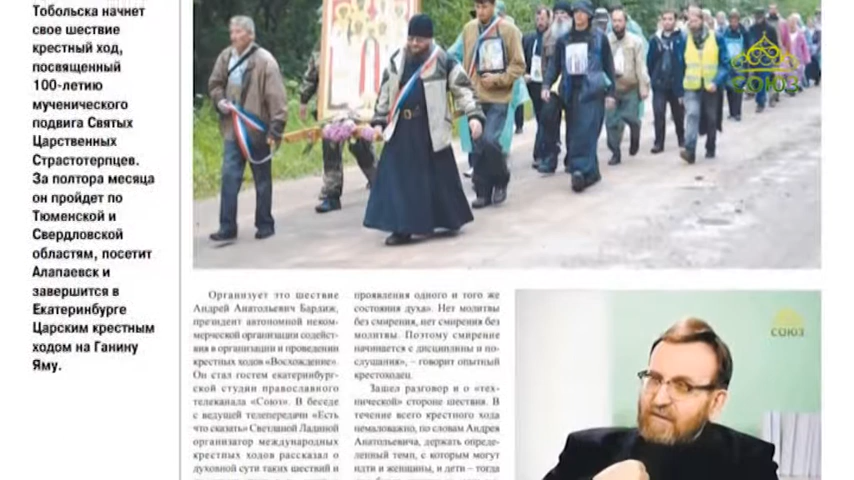 Тобольска начнет
свое шествие
крестный ход,
посвященный
100-летию
мученического
подвига Святых
Царственных
Страстотерпцев.
За полтора месяца
он пройдет по
Тюменской и
Свердловской
областям, посетит
Алапаевск и
завершится в
Екатеринбурге
Царским крестным
ходом на Ганину
Яму.
СОЮЗ
Организует это шествие
Андрей Анатольевич Бардиж,
президент автономной неком-
мерческой организации содейст-
вия в организации и проведении
крестных ходов «Восхождение».
Он стал гостем екатеринбург-
ской студии православного
телеканала «Союз». В беседе
с ведущей телепередачи «Есть
что сказать» Светланой Ладиной
организатор международных
крестных ходов рассказал о
духовной сути таких шествий и
проявления одного и того же
состояния духа». Нет молитвы
без смирения, нет смирения без
молитвы. Поэтому смирение
начинается с дисциплины и по-
слушания», – говорит опытный
крестоходец.
Зашел разговор и о «тех-
нической» стороне шествия. В
течение всего крестного хода
немаловажно, по словам Андрея
Анатольевича, держать опреде-
ленный темп, с которым могут
идти и женщины, и дети – тогда
СОЮЗ